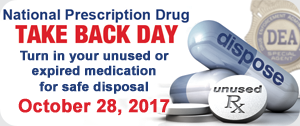 National Prescription Drug
TAKE BACK DAY
Turn in your unused or
expired medication
for safe disposal
October 28, 2017
dispose
unused
Rx
DEA